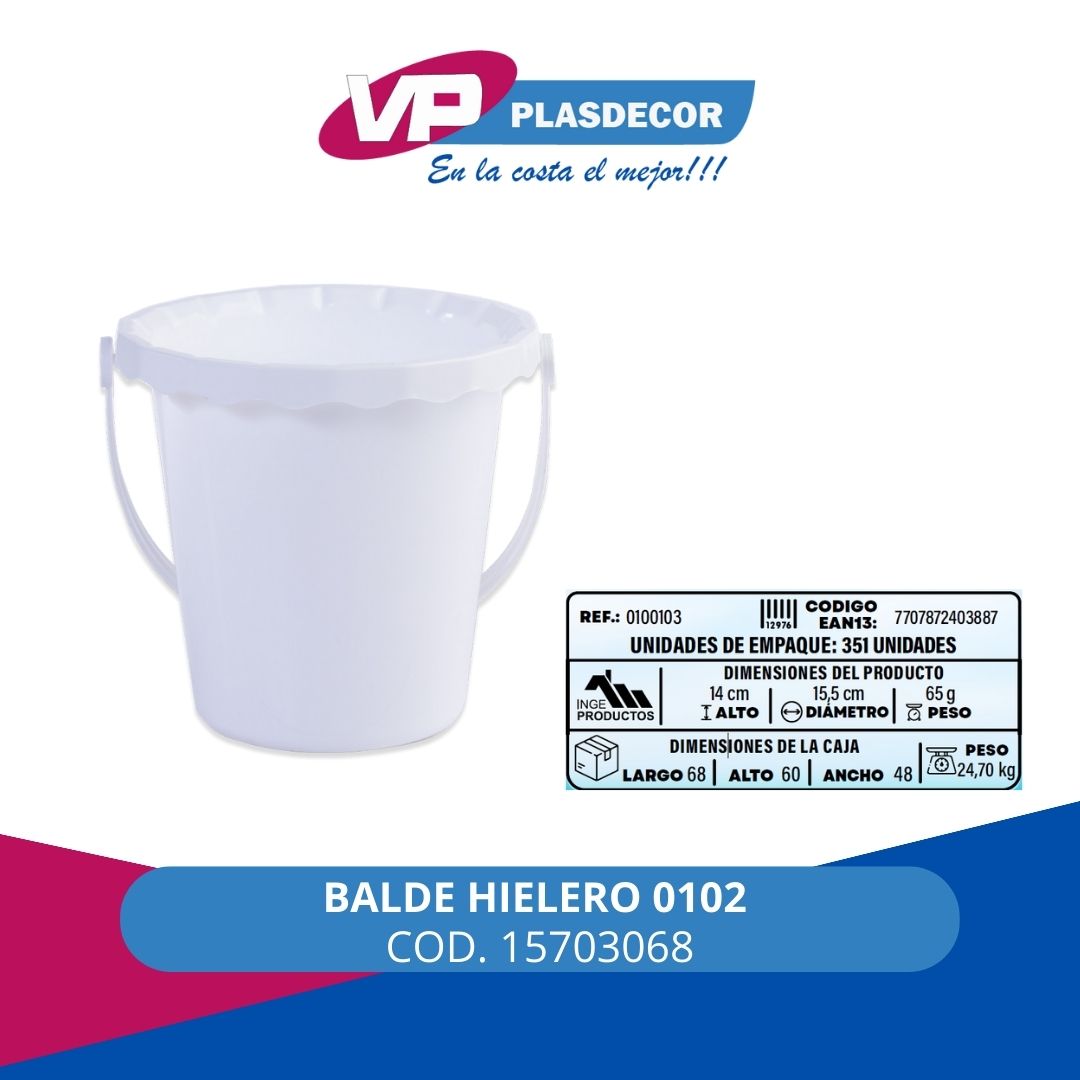 VP PLASDECOR
En la costa el mejor!!!
REF.: 0100103
12976
CODIGO
EAN13: 7707872403887
UNIDADES DE EMPAQUE: 351 UNIDADES
DIMENSIONES DEL PRODUCTO
INGE
PRODUCTOS
14 cm
ALTO
15,5 cm
DIÁMETRO
65 g
PESO
DIMENSIONES DE LA CAJA
LARGO 68
ALTO 60
ANCHO 48
PESO
24,70 kg
BALDE HIELERO 0102
COD. 15703068